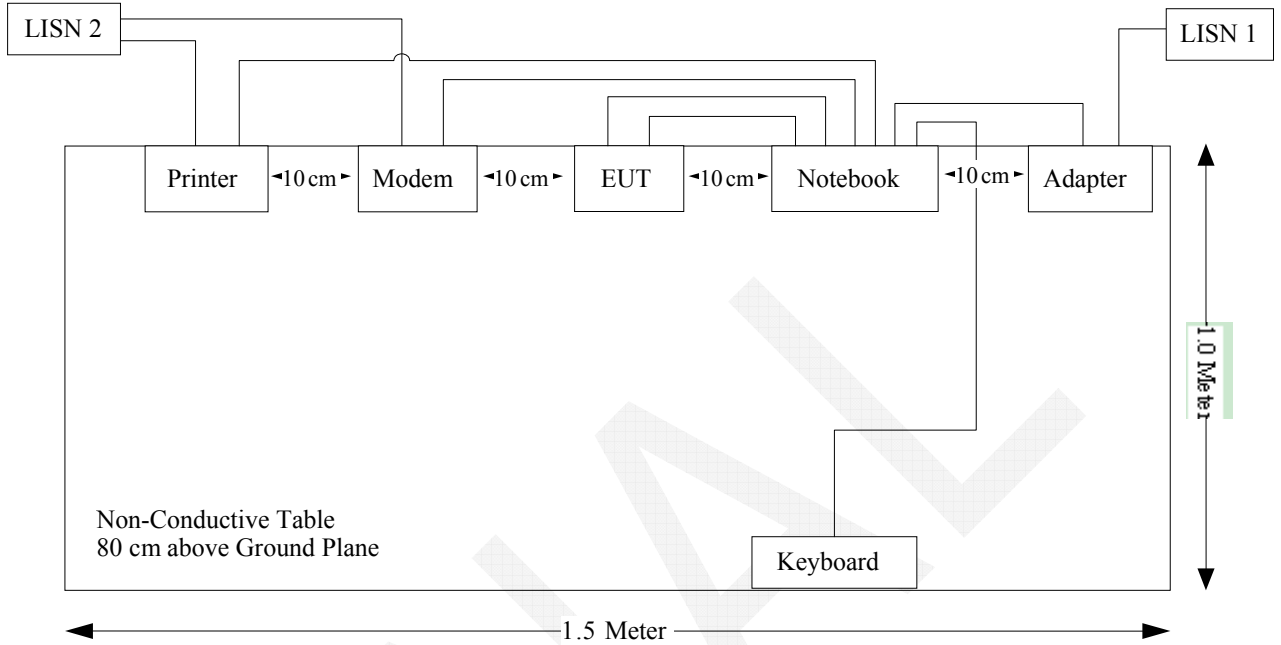 LISN 2
LISN 1
Printer
10 cm
Modem
10 cm
EUT
10 cm
Notebook
10 cm
Adapter
1.0 Meter
Non-Conductive Table
80 cm above Ground Plane
Keyboard
1.5 Meter